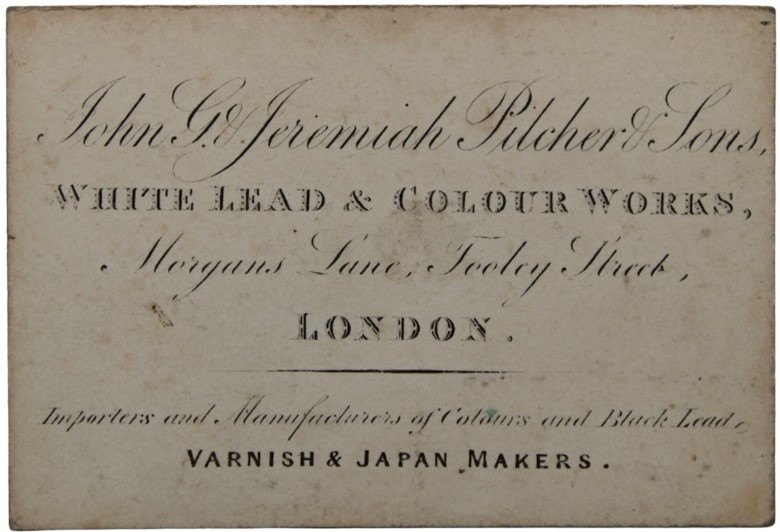 John G. & Jeremiah Pilcher & Sons,
WHITE LEAD & COLOUR WORKS,
Morgans Lane, Tooley Street,
LONDON.
Importers and Manufacturers of Colours and Black Lead,
VARNISH & JAPAN MAKERS.